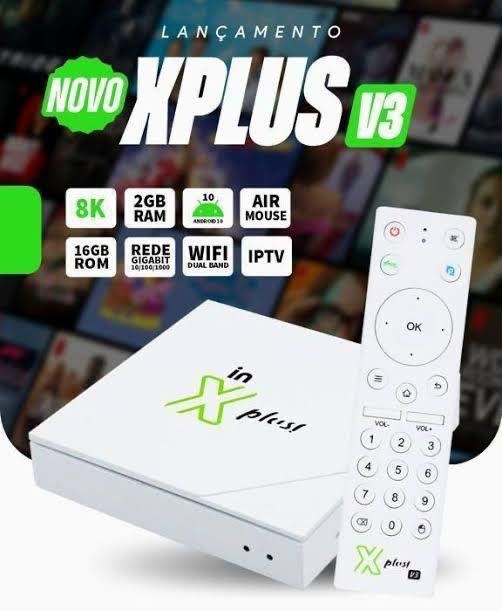 LANÇAMENTO
NOVO
XPLUS
V3
8K
2GB
RAM
10
ANDROID 10
AIR
MOUSE
16GB
ROM
REDE
GIGABIT
10/100/1000
WIFI
DUAL BAND
IPTV
in
X plus!
OK
VOL- VOL+
1 2 3
4 5 6
7 8 9
0
X plus!
V3